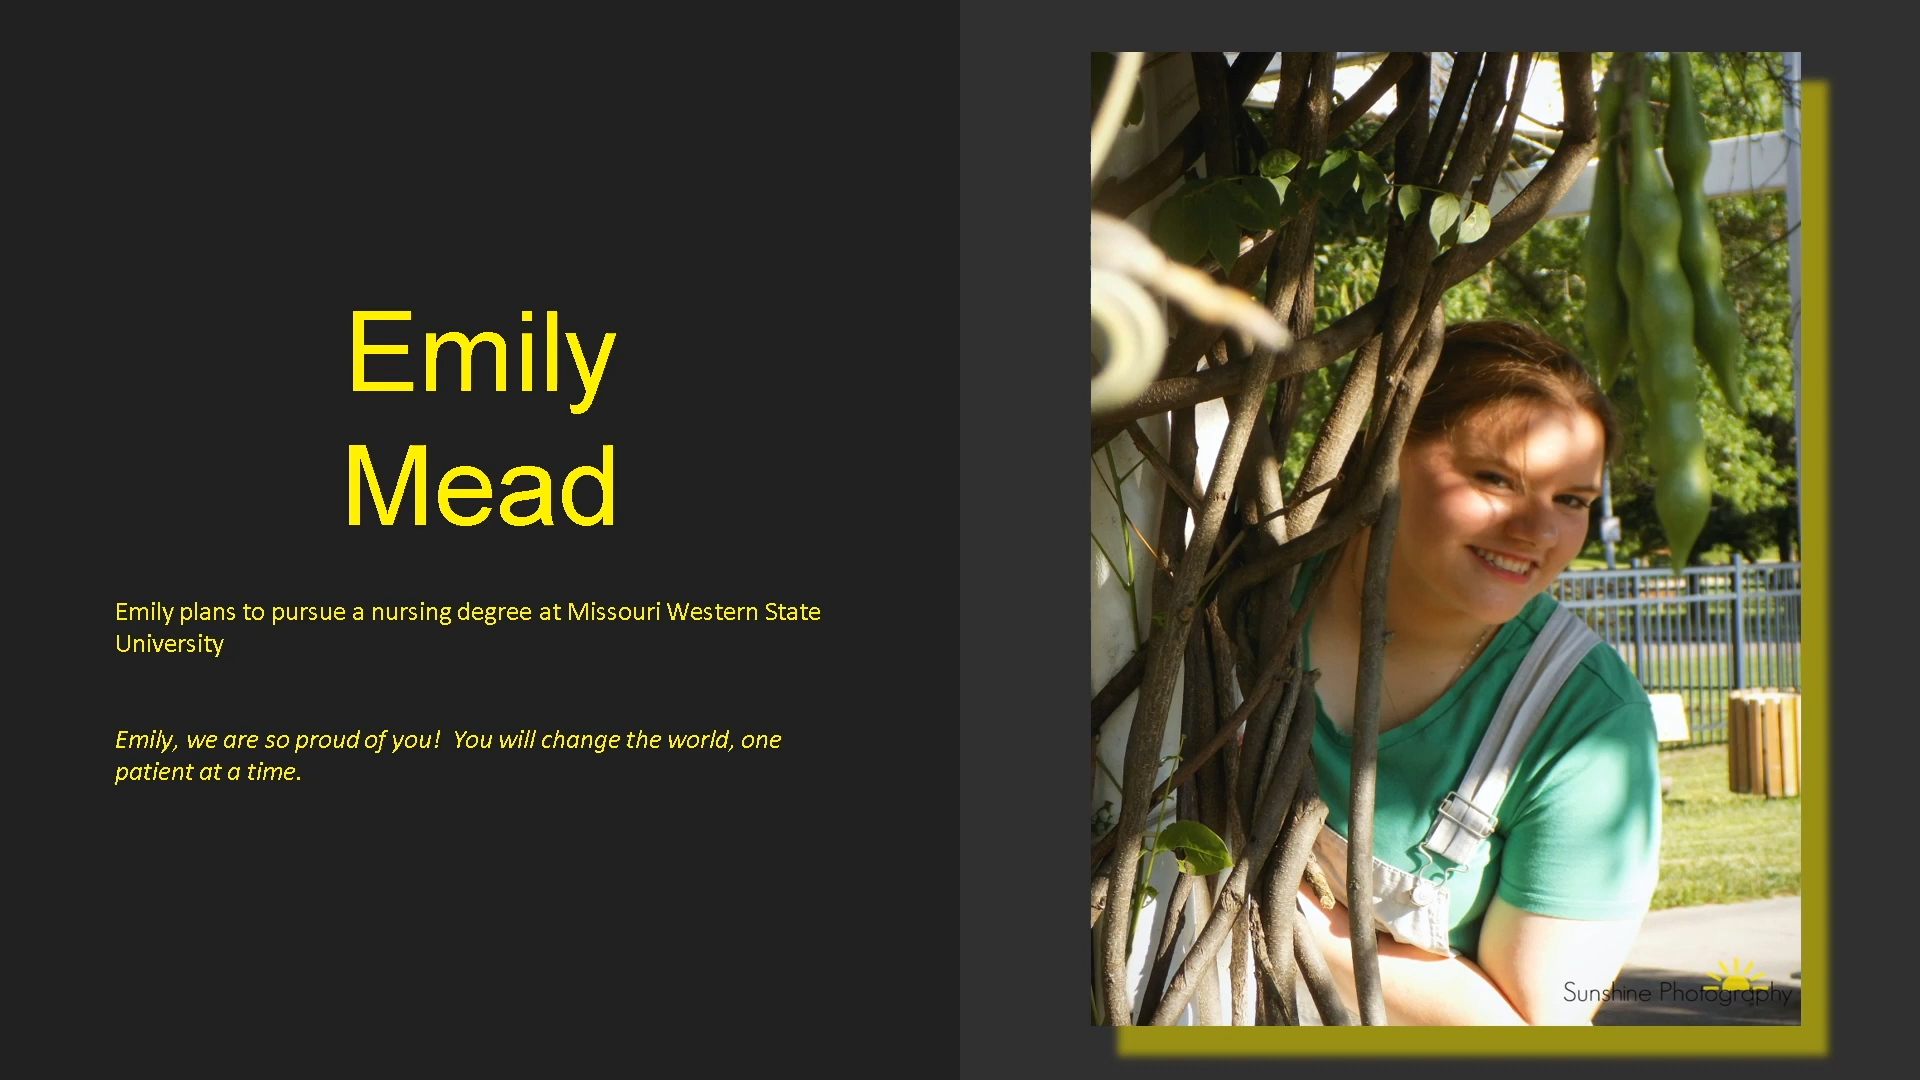 Emily
Mead
Emily plans to pursue a nursing degree at Missouri Western State
University
Emily, we are so proud of you!  You will change the world, one
patient at a time.
Sunshine Photography